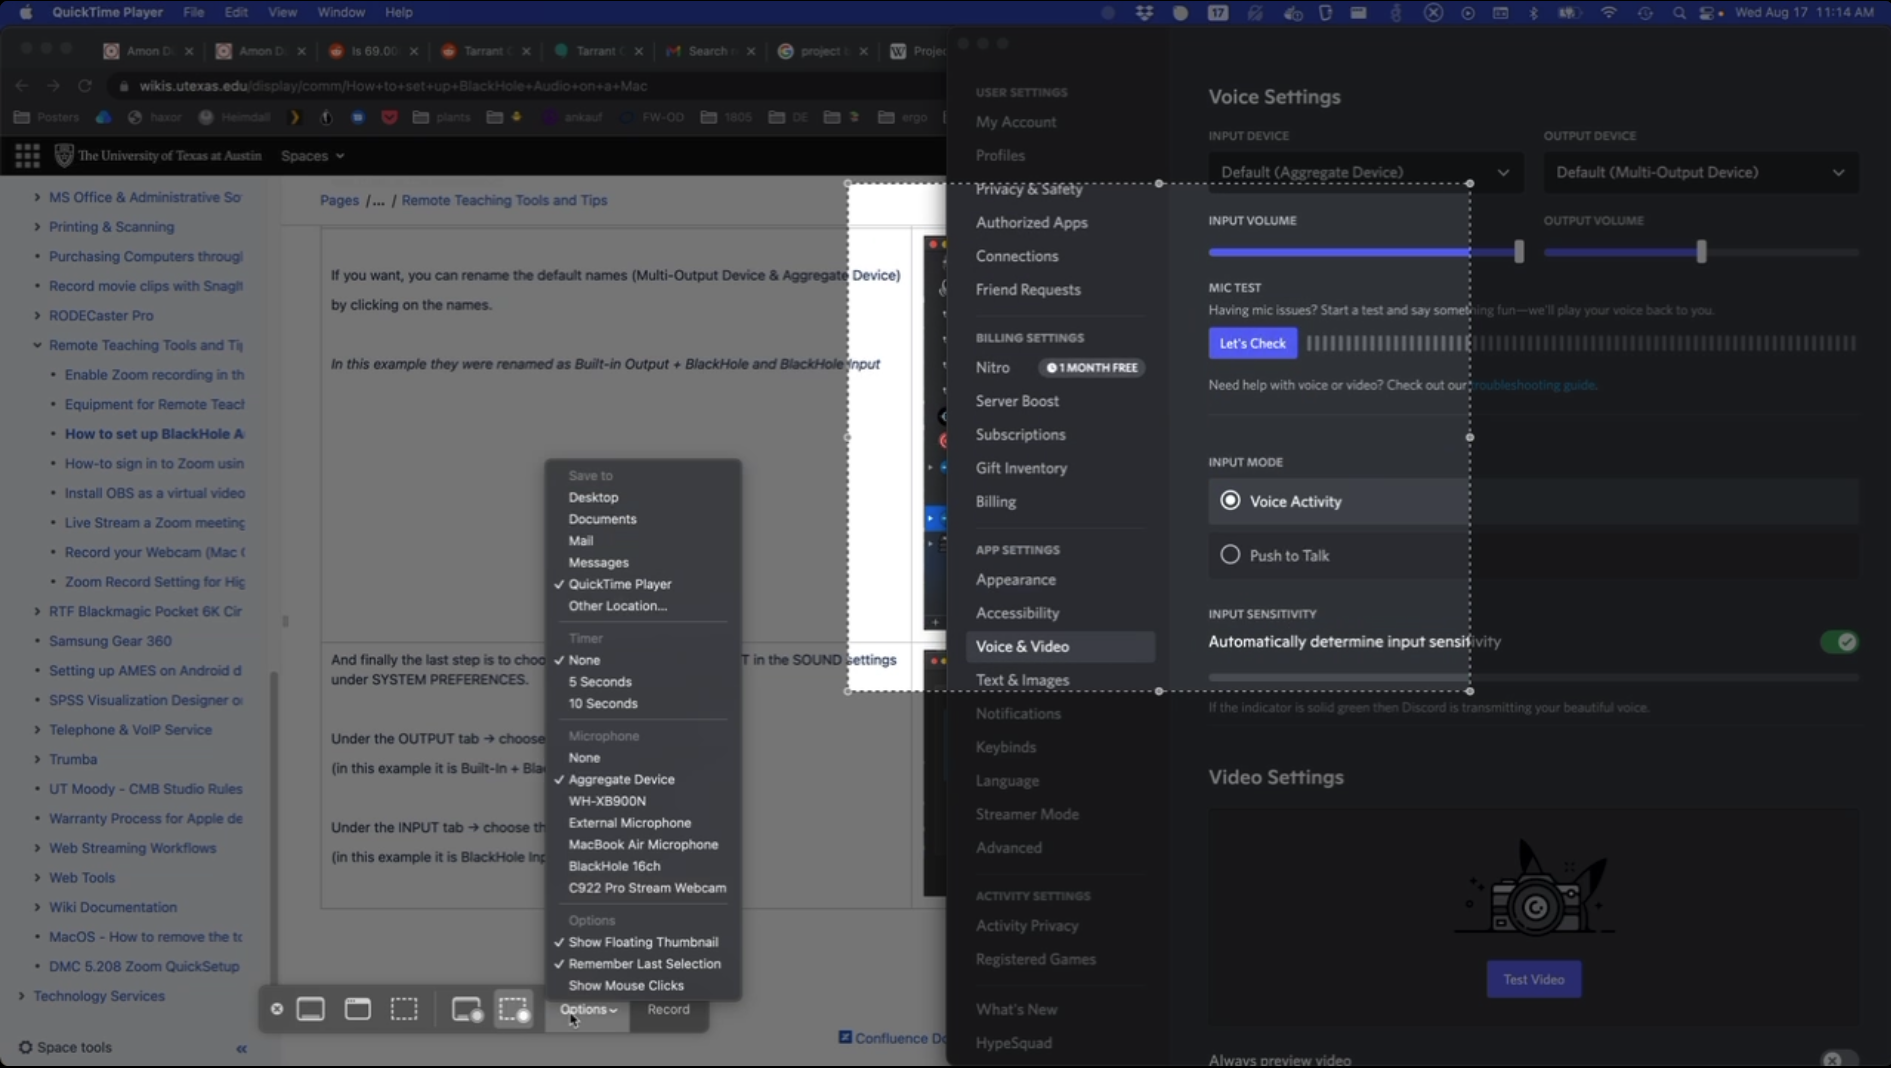 QuickTime Player File Edit View Window Help
17
Wed Aug 17 11:14 AM
Amon D
Amon D
Is 69.00
Tarrant C
Tarrant C
Search r
project b
Proje
wikis.utexas.edu/display/comm/How+to+set+up+BlackHole+Audio+on+a+Mac
Posters
haxor
Heimdall
plants
ankauf
FW-OD
1805
DE
ergo
The University of Texas at Austin
Spaces
MS Office & Administrative So
Printing & Scanning
Purchasing Computers through
Record movie clips with SnagIt
RODECaster Pro
Remote Teaching Tools and Tip
Enable Zoom recording in th
Equipment for Remote Teach
How to set up BlackHole A
How-to sign in to Zoom usin
Install OBS as a virtual video
Live Stream a Zoom meeting
Record your Webcam (Mac O
Zoom Record Setting for Hig
RTF Blackmagic Pocket 6K Cin
Samsung Gear 360
Setting up AMES on Android d
SPSS Visualization Designer o
Telephone & VoIP Service
Trumba
UT Moody - CMB Studio Rules
Warranty Process for Apple de
Web Streaming Workflows
Web Tools
Wiki Documentation
MacOS - How to remove the to
DMC 5.208 Zoom QuickSetup
Technology Services
Space tools
«
Pages /... / Remote Teaching Tools and Tips
If you want, you can rename the default names (Multi-Output Device & Aggregate Device)
by clicking on the names.
In this example they were renamed as Built-in Output + BlackHole and BlackHole Input
And finally the last step is to choo
T in the SOUND settings
under SYSTEM PREFERENCES.
Under the OUTPUT tab → choose
(in this example it is Built-In + Bla
Under the INPUT tab → choose th
(in this example it is BlackHole Inp
Confluence Do
Save to
Desktop
Documents
Mail
Messages
✓ QuickTime Player
Other Location...
Timer
✓ None
5 Seconds
10 Seconds
Microphone
None
✓ Aggregate Device
WH-XB900N
External Microphone
MacBook Air Microphone
BlackHole 16ch
C922 Pro Stream Webcam
Options
✓ Show Floating Thumbnail
✓ Remember Last Selection
Show Mouse Clicks
Options
Record
USER SETTINGS
My Account
Profiles
Privacy & Safety
Authorized Apps
Connections
Friend Requests
BILLING SETTINGS
Nitro
1 MONTH FREE
Server Boost
Subscriptions
Gift Inventory
Billing
APP SETTINGS
Appearance
Accessibility
Voice & Video
Text & Images
Notifications
Keybinds
Language
Streamer Mode
Advanced
ACTIVITY SETTINGS
Activity Privacy
Registered Games
What's New
HypeSquad
Voice Settings
INPUT DEVICE
OUTPUT DEVICE
Default (Aggregate Device)
Default (Multi-Output Device)
INPUT VOLUME
OUTPUT VOLUME
MIC TEST
Having mic issues? Start a test and say something fun—we'll play your voice back to you.
Let's Check
Need help with voice or video? Check out our troubleshooting guide.
INPUT MODE
Voice Activity
Push to Talk
INPUT SENSITIVITY
Automatically determine input sensitivity
If the indicator is solid green then Discord is transmitting your beautiful voice.
Video Settings
Test Video
Always preview video